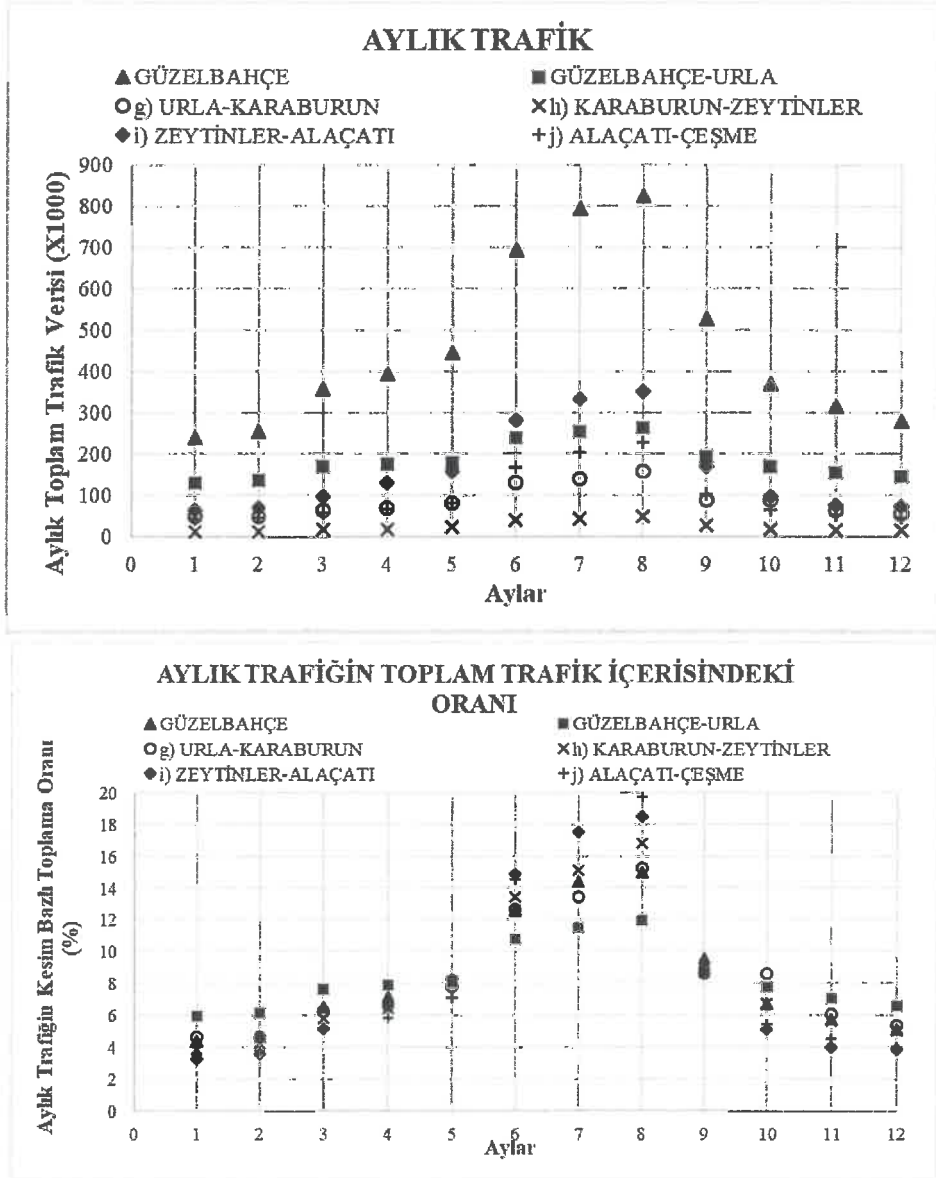 AYLIK TRAFİK
▲GÜZELBAHÇE ■GÜZELBAHÇE-URLA
g) URLA-KARABURUN ×h) KARABURUN-ZEYTİNLER
◆i) ZEYTİNLER-ALAÇATI +j) ALAÇATI-ÇEŞME
Aylık Toplam Trafik Verisi (X1000)
900
800
700
600
500
400
300
200
100
0
0 1 2 3 4 5 6 7 8 9 10 11 12
Aylar
AYLIK TRAFİĞİN TOPLAM TRAFİK İÇERİSİNDEKİ
ORANI
▲GÜZELBAHÇE ■GÜZELBAHÇE-URLA
g) URLA-KARABURUN ×h) KARABURUN-ZEYTİNLER
◆i) ZEYTİNLER-ALAÇATI +j) ALAÇATI-ÇEŞME
Aylık Trafiğin Kesim Bazlı Toplama Oranı
(%)
20
18
16
14
12
10
8
6
4
2
0
0 1 2 3 4 5 6 7 8 9 10 11 12
Aylar